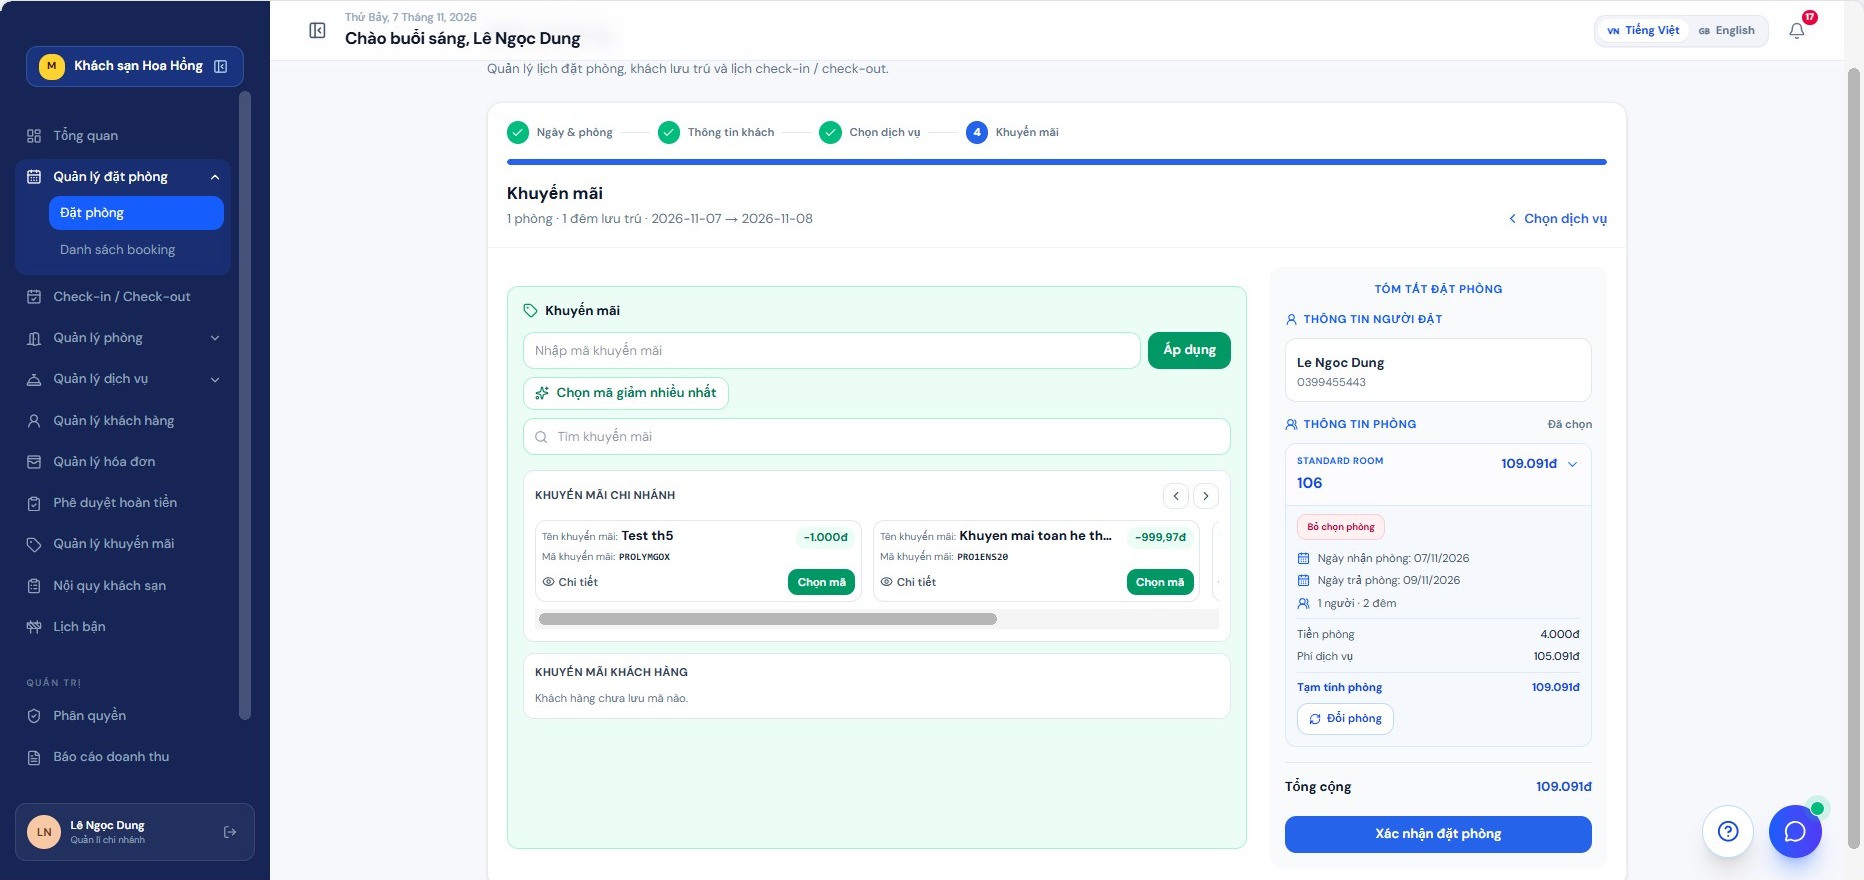 M
Khách sạn Hoa Hồng
Tổng quan
Quản lý đặt phòng
Đặt phòng
Danh sách booking
Check-in / Check-out
Quản lý phòng
Quản lý dịch vụ
Quản lý khách hàng
Quản lý hóa đơn
Phê duyệt hoàn tiền
Quản lý khuyến mãi
Nội quy khách sạn
Lịch bận
QUẢN TRỊ
Phân quyền
Báo cáo doanh thu
LN
Lê Ngọc Dung
Quản lí chi nhánh
Thứ Bảy, 7 Tháng 11, 2026
Chào buổi sáng, Lê Ngọc Dung
VN Tiếng Việt
GB English
17
Quản lý lịch đặt phòng, khách lưu trú và lịch check-in / check-out.
Ngày & phòng
Thông tin khách
Chọn dịch vụ
4 Khuyến mãi
Khuyến mãi
1 phòng · 1 đêm lưu trú · 2026-11-07 → 2026-11-08
Chọn dịch vụ
Khuyến mãi
Nhập mã khuyến mãi
Áp dụng
Chọn mã giảm nhiều nhất
Tìm khuyến mãi
KHUYẾN MÃI CHI NHÁNH
Tên khuyến mãi: Test th5
-1.000đ
Mã khuyến mãi: PROLYMGOX
Chi tiết
Chọn mã
Tên khuyến mãi: Khuyen mai toan he th...
-999,97đ
Mã khuyến mãi: PRO1ENS20
Chi tiết
Chọn mã
KHUYẾN MÃI KHÁCH HÀNG
Khách hàng chưa lưu mã nào.
TÓM TẮT ĐẶT PHÒNG
THÔNG TIN NGƯỜI ĐẶT
Le Ngoc Dung
0399455443
THÔNG TIN PHÒNG
Đã chọn
STANDARD ROOM
109.091đ
106
Bỏ chọn phòng
Ngày nhận phòng: 07/11/2026
Ngày trả phòng: 09/11/2026
1 người · 2 đêm
Tiền phòng 4.000đ
Phí dịch vụ 105.091đ
Tạm tính phòng 109.091đ
Đổi phòng
Tổng cộng 109.091đ
Xác nhận đặt phòng